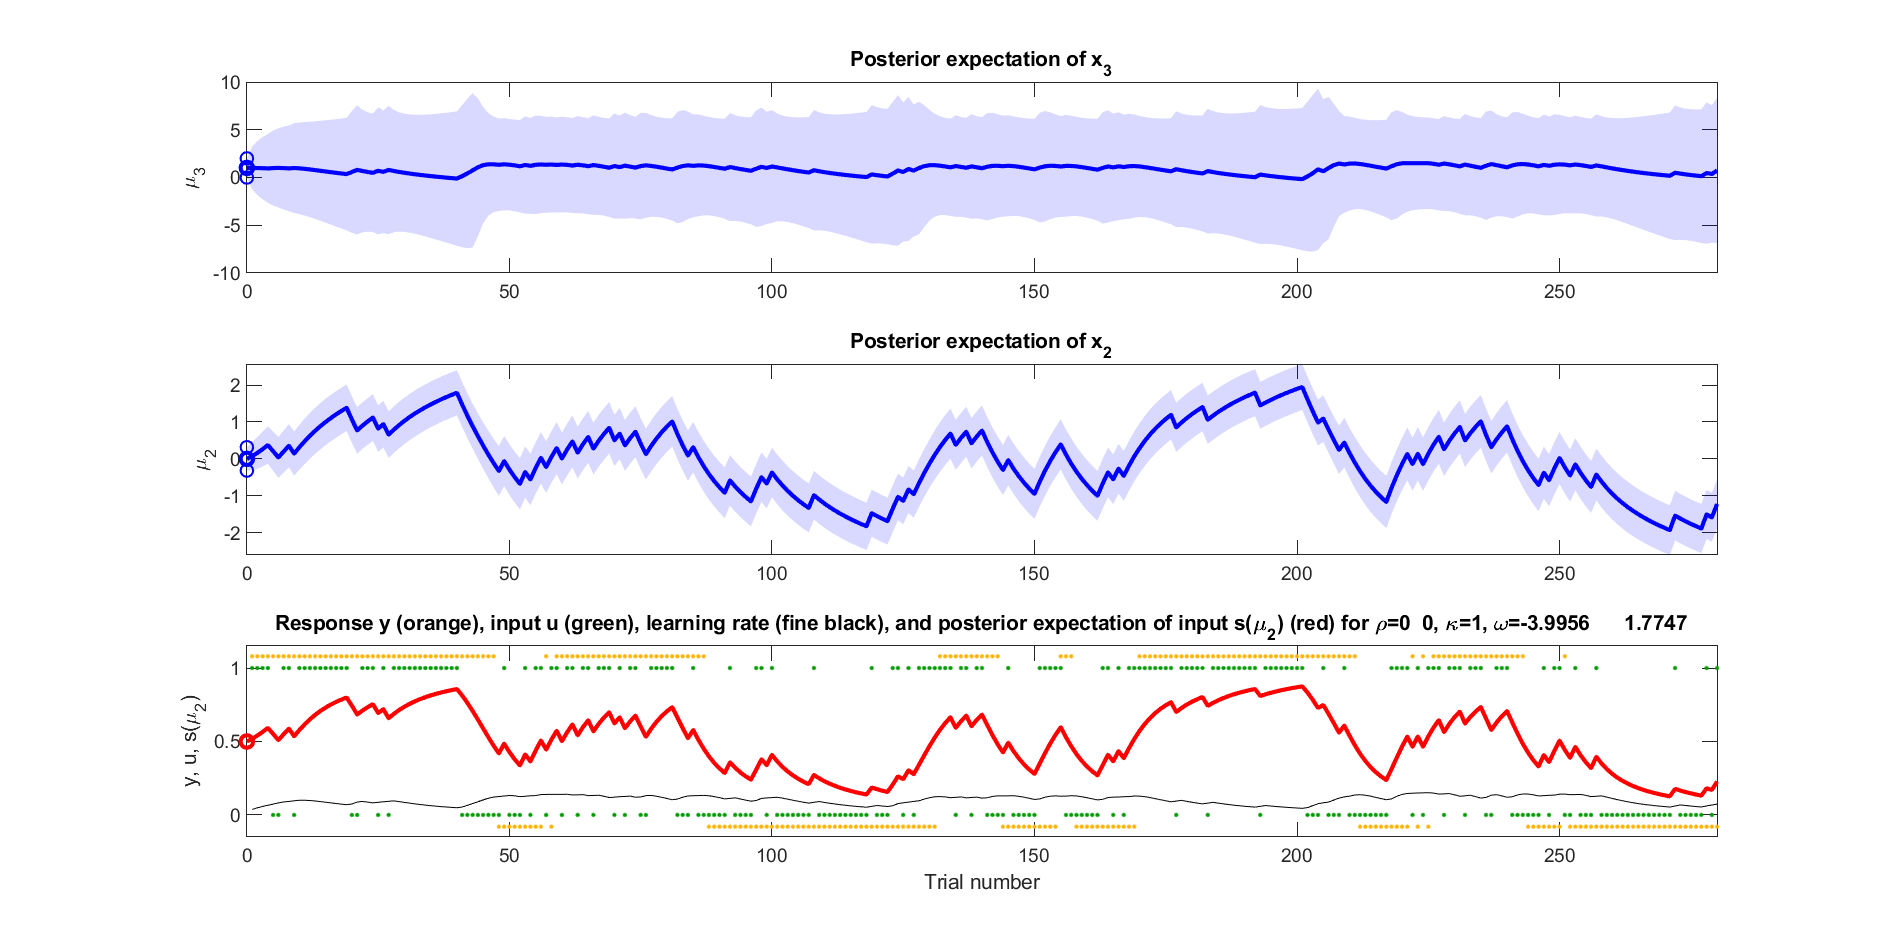 Posterior expectation of x3
10
5
0
-5
-10
μ3
0 50 100 150 200 250
Posterior expectation of x2
2
1
0
-1
-2
μ2
0 50 100 150 200 250
Response y (orange), input u (green), learning rate (fine black), and posterior expectation of input s(μ2) (red) for ρ=0 0, κ=1, ω=-3.9956 1.7747
1
0.5
0
y, u, s(μ2)
0 50 100 150 200 250
Trial number